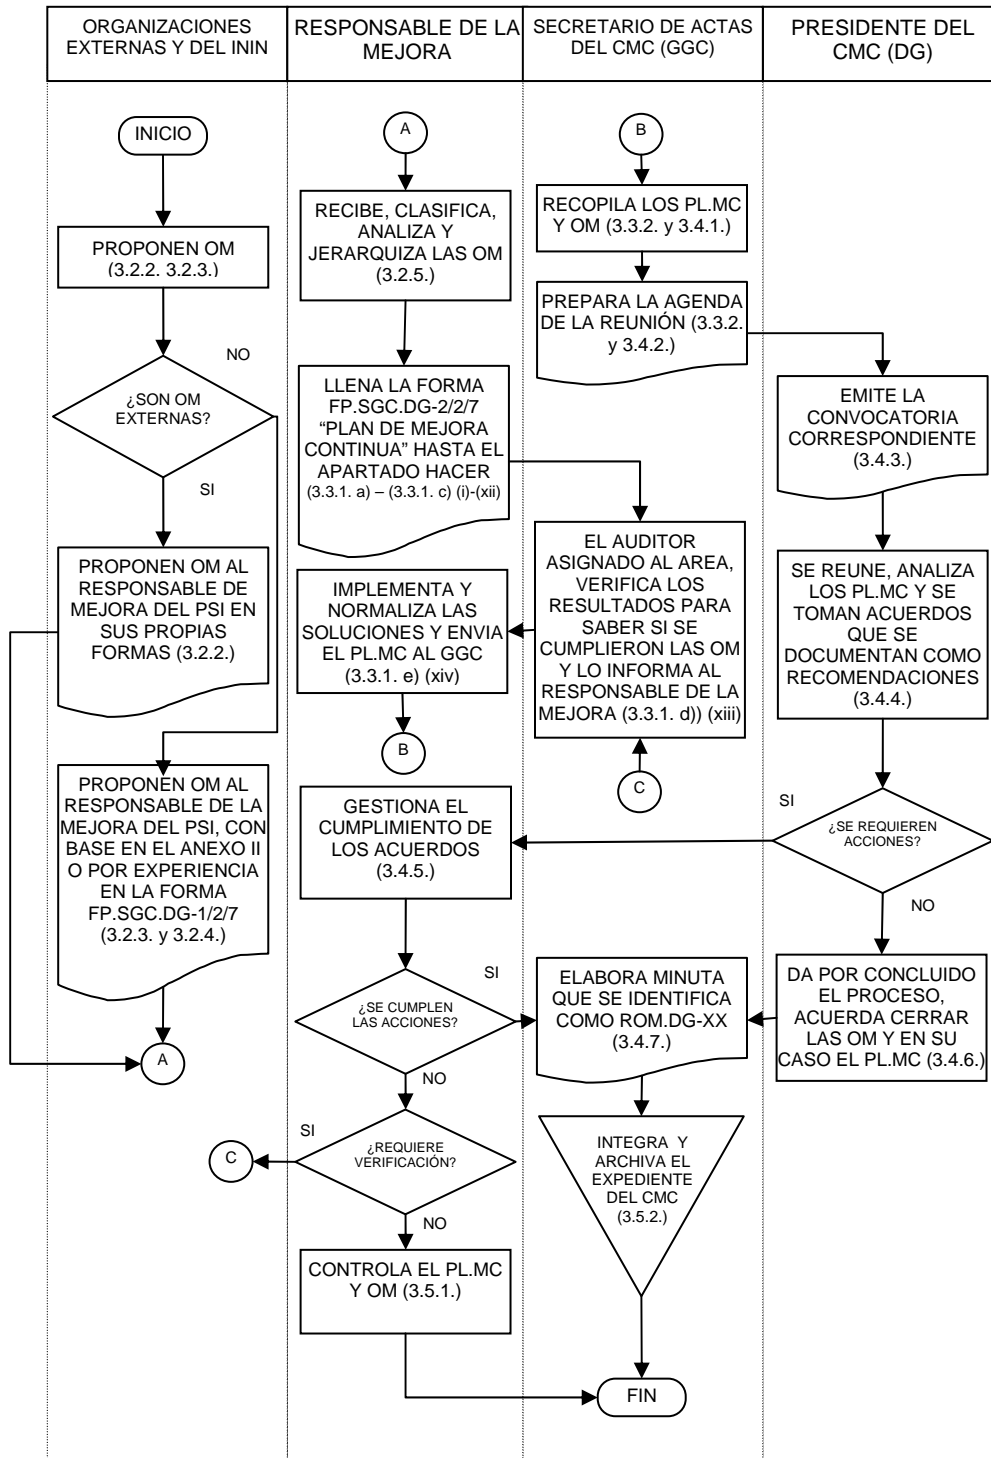 ORGANIZACIONES
EXTERNAS Y DEL ININ
RESPONSABLE DE LA
MEJORA
SECRETARIO DE ACTAS
DEL CMC (GGC)
PRESIDENTE DEL
CMC (DG)
INICIO
PROPONEN OM
(3.2.2. 3.2.3.)
NO
¿SON OM
EXTERNAS?
SI
PROPONEN OM AL
RESPONSABLE DE
MEJORA DEL PSI EN
SUS PROPIAS
FORMAS (3.2.2.)
PROPONEN OM AL
RESPONSABLE DE LA
MEJORA DEL PSI, CON
BASE EN EL ANEXO II
O POR EXPERIENCIA
EN LA FORMA
FP.SGC.DG-1/2/7
(3.2.3. y 3.2.4.)
A
A
RECIBE, CLASIFICA,
ANALIZA Y
JERARQUIZA LAS OM
(3.2.5.)
LLENA LA FORMA
FP.SGC.DG-2/2/7
“PLAN DE MEJORA
CONTINUA” HASTA EL
APARTADO HACER
(3.3.1. a) – (3.3.1. c) (i)-(xii)
IMPLEMENTA Y
NORMALIZA LAS
SOLUCIONES Y ENVIA
EL PL.MC AL GGC
(3.3.1. e) (xiv)
B
GESTIONA EL
CUMPLIMIENTO DE
LOS ACUERDOS
(3.4.5.)
SI
¿SE CUMPLEN
LAS ACCIONES?
NO
SI
¿REQUIERE
VERIFICACIÓN?
C
NO
CONTROLA EL PL.MC
Y OM (3.5.1.)
B
RECOPILA LOS PL.MC
Y OM (3.3.2. y 3.4.1.)
PREPARA LA AGENDA
DE LA REUNIÓN (3.3.2.
y 3.4.2.)
EL AUDITOR
ASIGNADO AL AREA,
VERIFICA LOS
RESULTADOS PARA
SABER SI SE
CUMPLIERON LAS OM
Y LO INFORMA AL
RESPONSABLE DE LA
MEJORA (3.3.1. d)) (xiii)
C
ELABORA MINUTA
QUE SE IDENTIFICA
COMO ROM.DG-XX
(3.4.7.)
INTEGRA Y
ARCHIVA EL
EXPEDIENTE
DEL CMC
(3.5.2.)
FIN
EMITE LA
CONVOCATORIA
CORRESPONDIENTE
(3.4.3.)
SE REUNE, ANALIZA
LOS PL.MC Y SE
TOMAN ACUERDOS
QUE SE
DOCUMENTAN COMO
RECOMENDACIONES
(3.4.4.)
SI
¿SE REQUIEREN
ACCIONES?
NO
DA POR CONCLUIDO
EL PROCESO,
ACUERDA CERRAR
LAS OM Y EN SU
CASO EL PL.MC (3.4.6.)